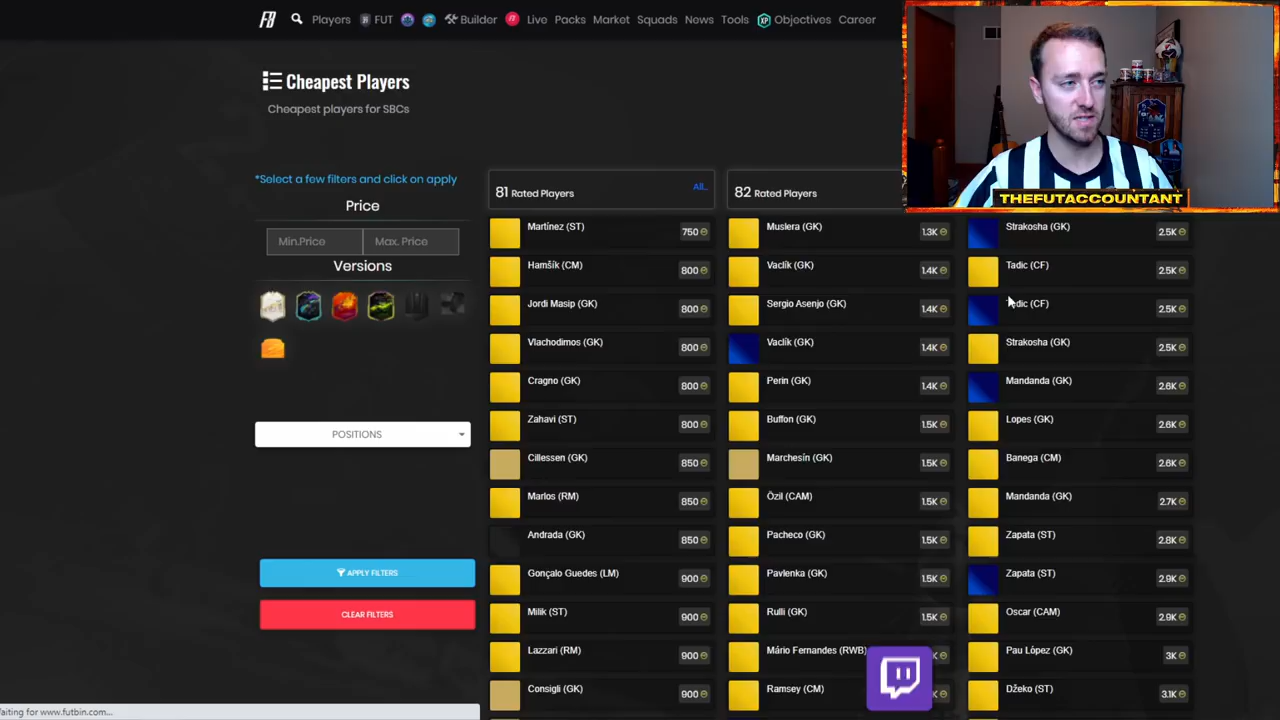 Players FUT Builder Live Packs Market Squads News Tools XP Objectives Career
Cheapest Players
Cheapest players for SBCs
*Select a few filters and click on apply
Price
Min.Price Max. Price
Versions
POSITIONS
APPLY FILTERS
CLEAR FILTERS
81 Rated Players All..
Martínez (ST) 750
Hamšík (CM) 800
Jordi Masip (GK) 800
Vlachodimos (GK) 800
Cragno (GK) 800
Zahavi (ST) 800
Cillessen (GK) 850
Marlos (RM) 850
Andrada (GK) 850
Gonçalo Guedes (LM) 900
Milik (ST) 900
Lazzari (RM) 900
Consigli (GK) 900
82 Rated Players
Muslera (GK) 1.3K
Vaclík (GK) 1.4K
Sergio Asenjo (GK) 1.4K
Vaclík (GK) 1.4K
Perin (GK) 1.4K
Buffon (GK) 1.5K
Marchesín (GK) 1.5K
Özil (CAM) 1.5K
Pacheco (GK) 1.5K
Pavlenka (GK) 1.5K
Rulli (GK) 1.5K
Mário Fernandes (RWB)
Ramsey (CM)
Strakosha (GK) 2.5K
Tadic (CF) 2.5K
Tadic (CF) 2.5K
Strakosha (GK) 2.5K
Mandanda (GK) 2.6K
Lopes (GK) 2.6K
Banega (CM) 2.6K
Mandanda (GK) 2.7K
Zapata (ST) 2.8K
Zapata (ST) 2.9K
Oscar (CAM) 2.9K
Pau López (GK) 3K
Džeko (ST) 3.1K
THEFUTACCOUNTANT
Waiting for www.futbin.com...